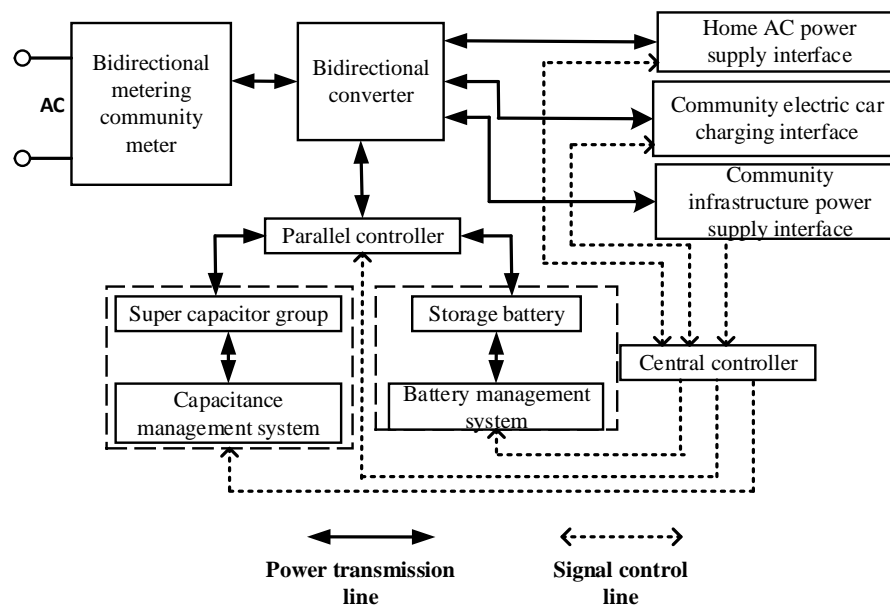 AC
Bidirectional
metering
community
meter
Bidirectional
converter
Home AC power
supply interface
Community electric car
charging interface
Community
infrastructure power
supply interface
Parallel controller
Super capacitor group
Capacitance
management system
Storage battery
Battery management
system
Central controller
Power transmission
line
Signal control
line